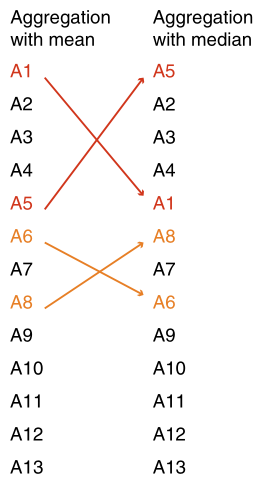 Aggregation with mean
Aggregation with median
A1 A5
A2 A2
A3 A3
A4 A4
A5 A1
A6 A8
A7 A7
A8 A6
A9 A9
A10 A10
A11 A11
A12 A12
A13 A13